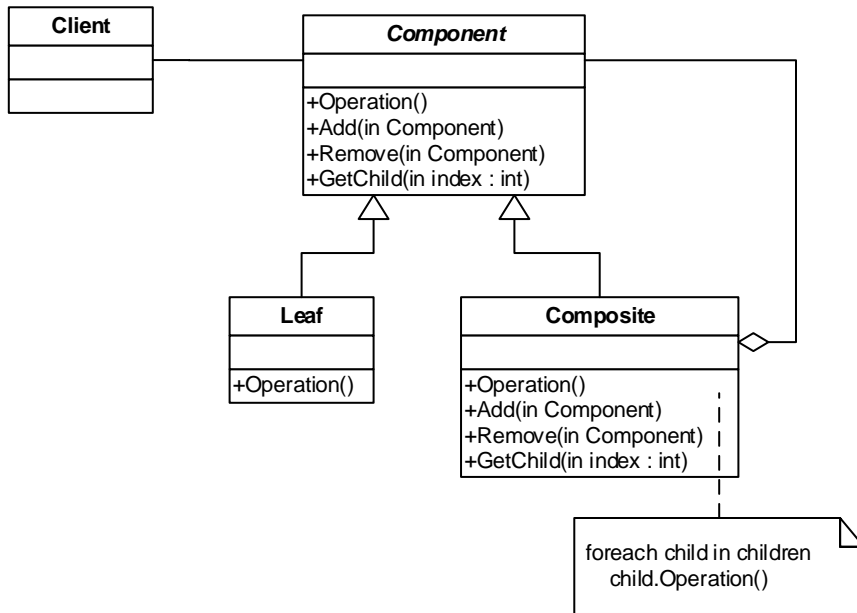 Client
Component
+Operation()
+Add(in Component)
+Remove(in Component)
+GetChild(in index : int)
Leaf
+Operation()
Composite
+Operation()
+Add(in Component)
+Remove(in Component)
+GetChild(in index : int)
foreach child in children
child.Operation()